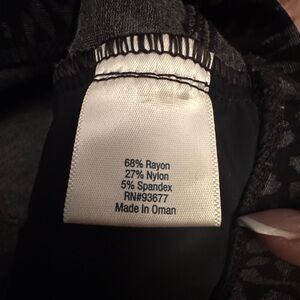 68% Rayon
27% Nylon
5% Spandex
RN#93677
Made In Oman